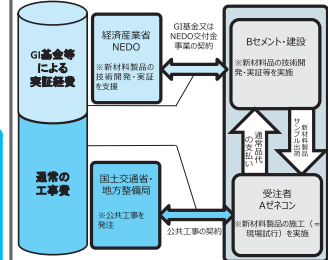 GI基金等
による
実証経費
通常の
工事費
経済産業省
NEDO
※新材料製品の
技術開発・実証
を支援
GI基金又は
NEDO交付金
事業の契約
Bセメント・建設
※新材料品の技術開
発・実証等を実施
通常品代
の支払い
新材料製品
サンプル出荷
国土交通省・
地方整備局
※公共工事を
発注
公共工事の契約
受注者
Aゼネコン
※新材料製品の施工（＝
現場試行）を実施